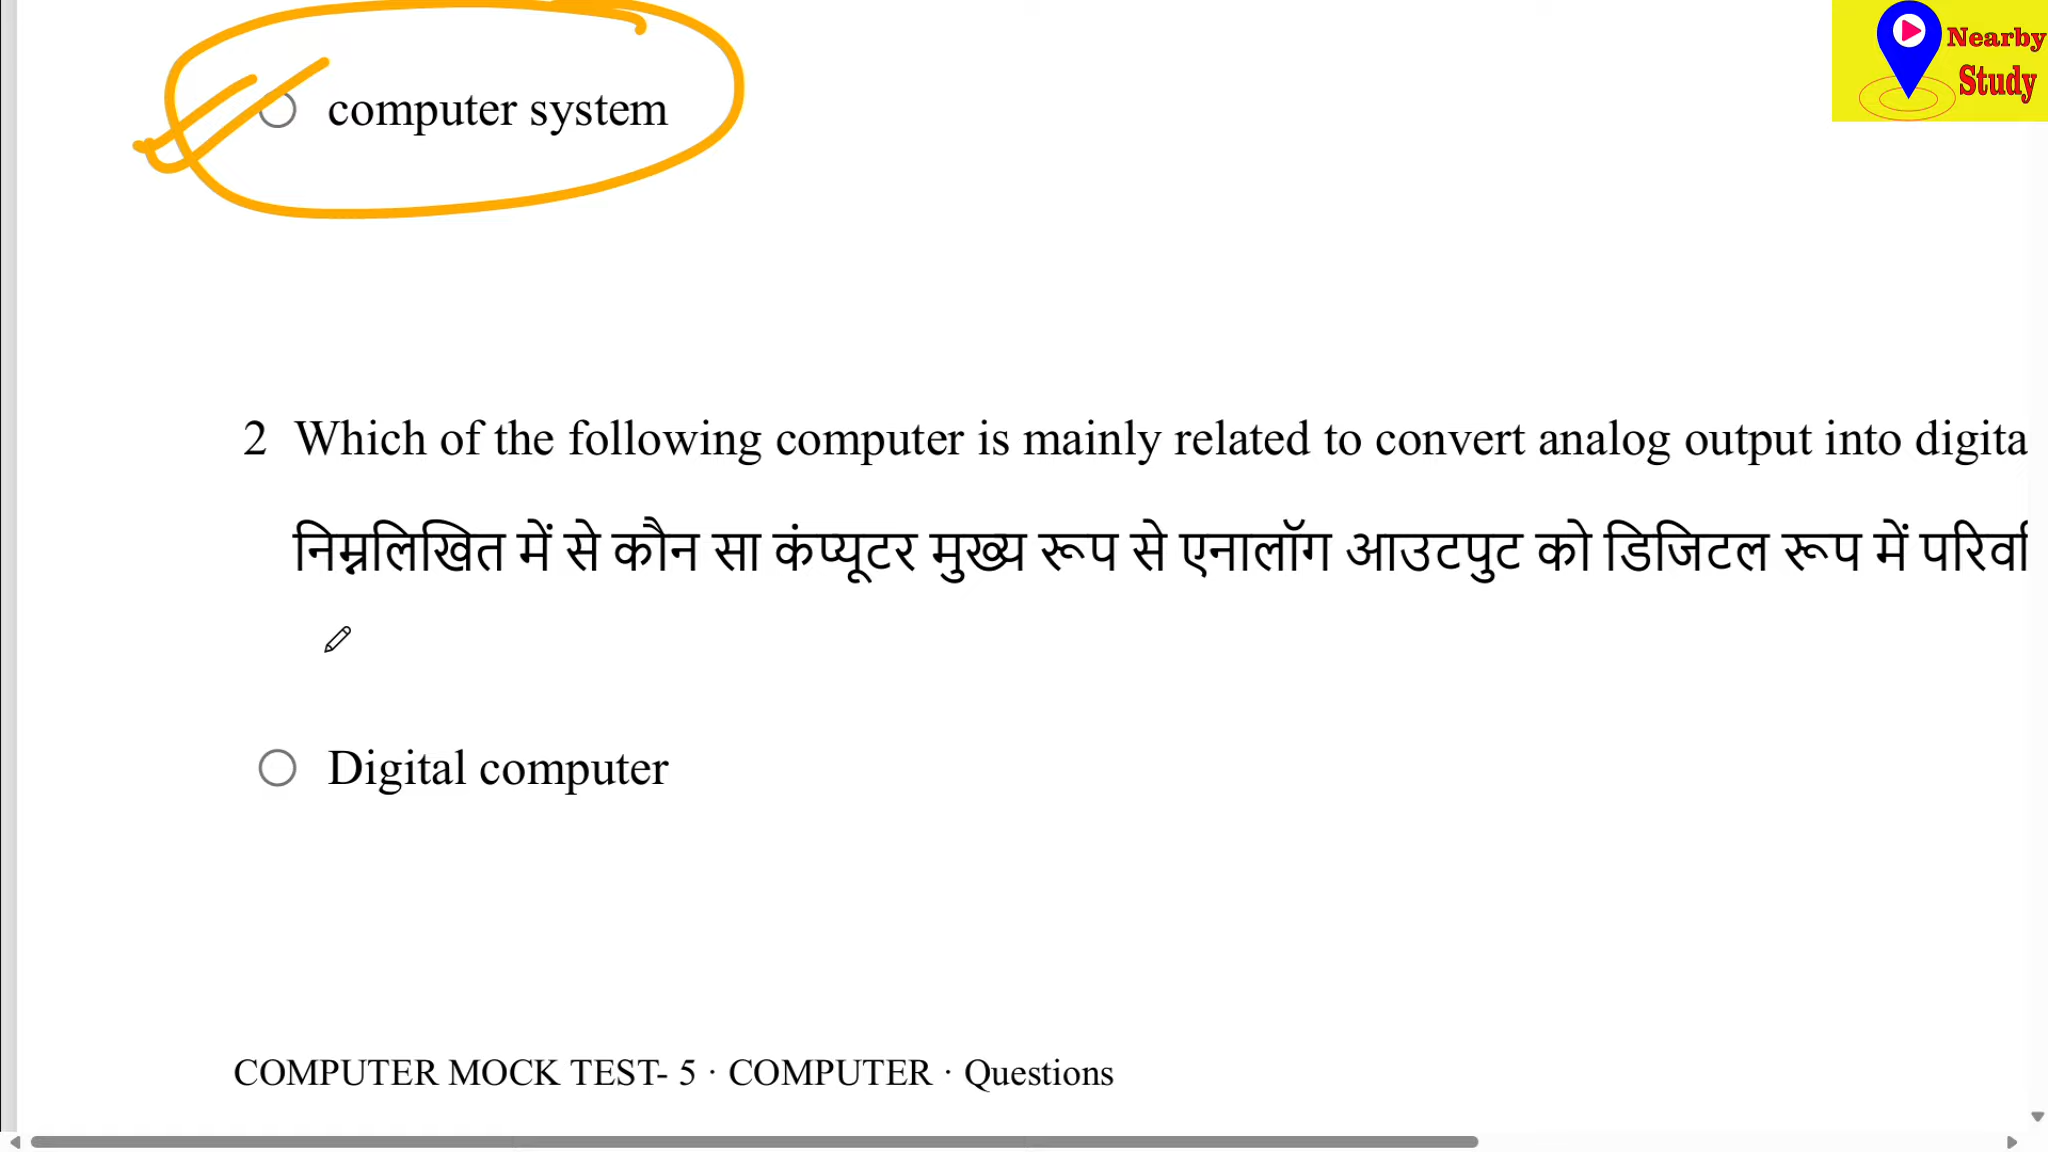 Nearby
Study
computer system
2 Which of the following computer is mainly related to convert analog output into digita
निम्नलिखित में से कौन सा कंप्यूटर मुख्य रूप से एनालॉग आउटपुट को डिजिटल रूप में
Digital computer
COMPUTER MOCK TEST- 5 · COMPUTER · Questions